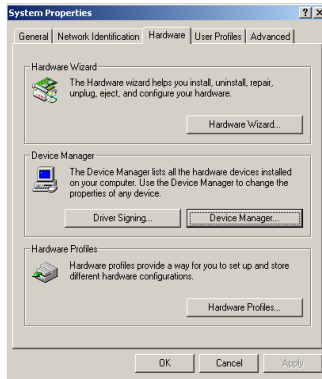 System Properties
General Network Identification Hardware User Profiles Advanced
Hardware Wizard
The Hardware wizard helps you install, uninstall, repair,
unplug, eject, and configure your hardware.
Hardware Wizard...
Device Manager
The Device Manager lists all the hardware devices installed
on your computer. Use the Device Manager to change the
properties of any device.
Driver Signing... Device Manager...
Hardware Profiles
Hardware profiles provide a way for you to set up and store
different hardware configurations.
Hardware Profiles...
OK Cancel Apply